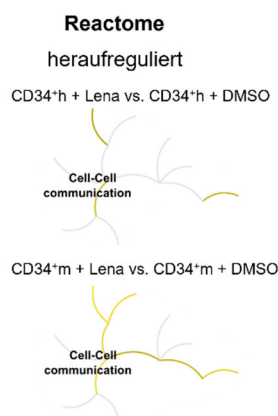 Reactome
heraufreguliert
CD34⁺h + Lena vs. CD34⁺h + DMSO
Cell-Cell
communication
CD34⁺m + Lena vs. CD34⁺m + DMSO
Cell-Cell
communication